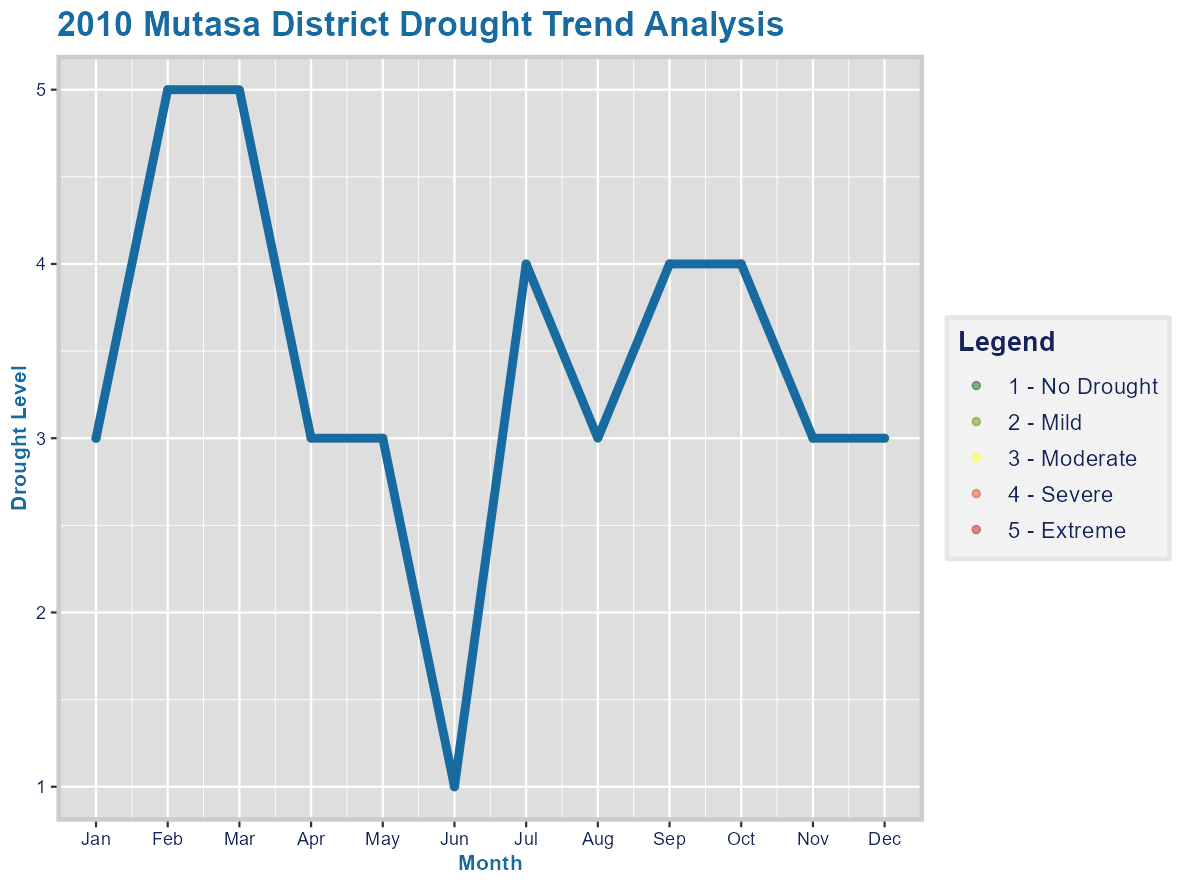 2010 Mutasa District Drought Trend Analysis
Drought Level
5
4
3
2
1
Jan Feb Mar Apr May Jun Jul Aug Sep Oct Nov Dec
Month
Legend
1 - No Drought
2 - Mild
3 - Moderate
4 - Severe
5 - Extreme